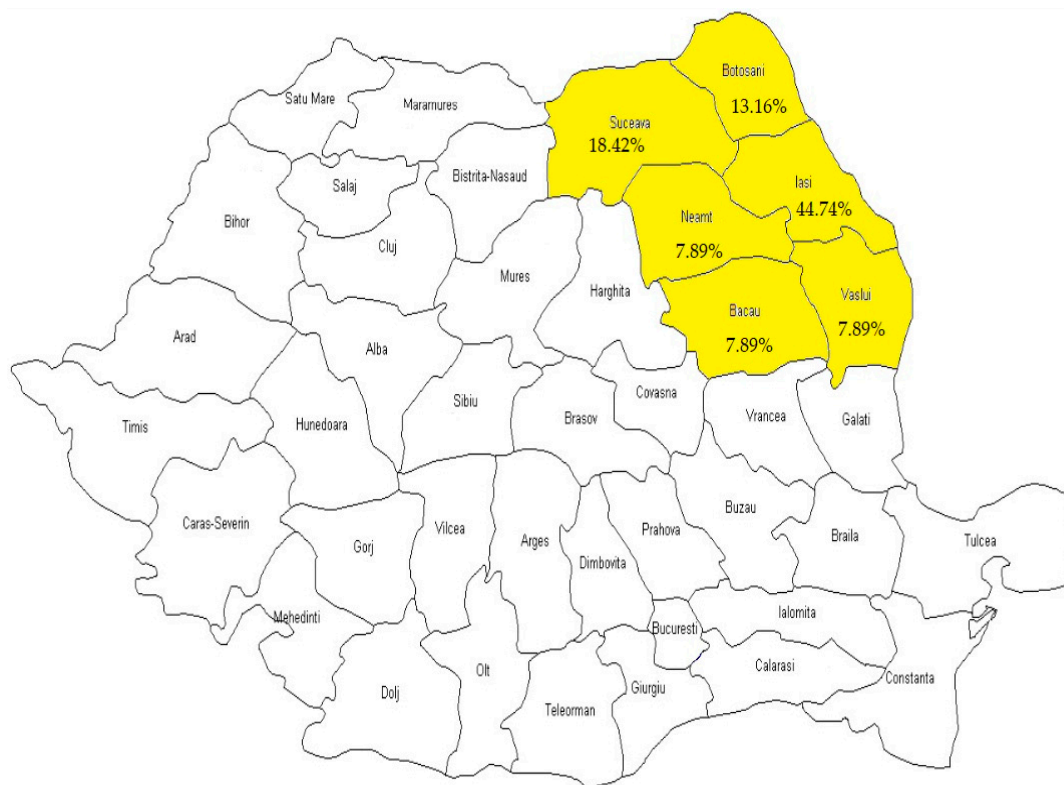 Botosani
13.16%
Satu Mare
Maramures
Suceava
18.42%
Bistrita-Nasaud
Salaj
Iasi
44.74%
Bihor
Neamt
7.89%
Cluj
Mures
Harghita
Vaslui
7.89%
Bacau
7.89%
Arad
Alba
Covasna
Sibiu
Brasov
Vrancea
Galati
Timis
Hunedoara
Buzau
Prahova
Caras-Severin
Vilcea
Arges
Braila
Tulcea
Gorj
Dimbovita
Mehedinti
Ialomita
Bucuresti
Calarasi
Constanta
Olt
Dolj
Giurgiu
Teleorman